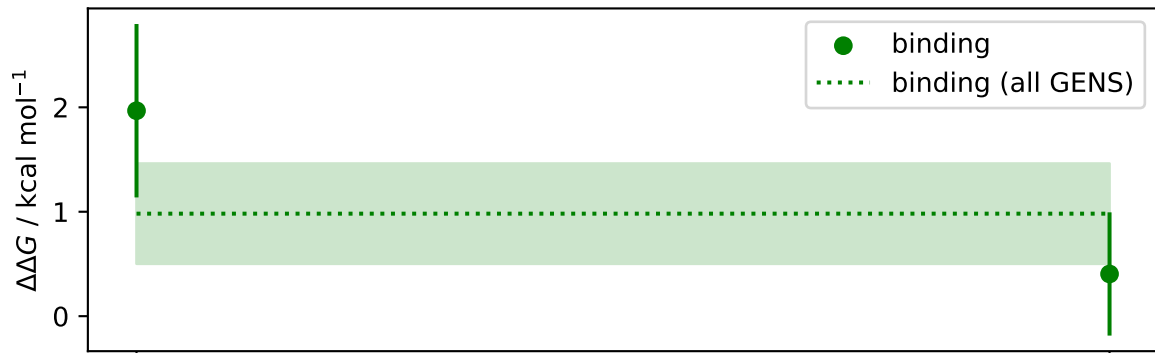 ΔΔG / kcal mol⁻¹
2
1
0
binding
binding (all GENS)